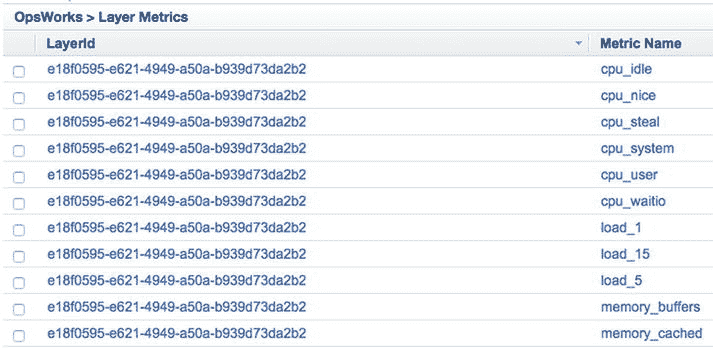 OpsWorks > Layer Metrics
LayerId Metric Name
e18f0595-e621-4949-a50a-b939d73da2b2 cpu_idle
e18f0595-e621-4949-a50a-b939d73da2b2 cpu_nice
e18f0595-e621-4949-a50a-b939d73da2b2 cpu_steal
e18f0595-e621-4949-a50a-b939d73da2b2 cpu_system
e18f0595-e621-4949-a50a-b939d73da2b2 cpu_user
e18f0595-e621-4949-a50a-b939d73da2b2 cpu_waitio
e18f0595-e621-4949-a50a-b939d73da2b2 load_1
e18f0595-e621-4949-a50a-b939d73da2b2 load_15
e18f0595-e621-4949-a50a-b939d73da2b2 load_5
e18f0595-e621-4949-a50a-b939d73da2b2 memory_buffers
e18f0595-e621-4949-a50a-b939d73da2b2 memory_cached